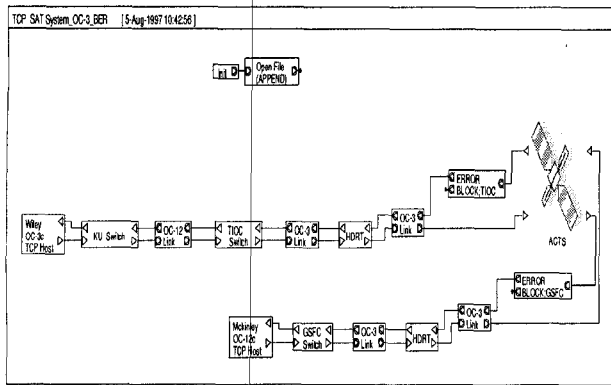 TCP SAT System_OC-3_BER [5-Aug-1997 10:42:56]
Init
Open File
(APPEND)
ERROR
BLOCK:TIOC
ACTS
Wiley
OC-3c
TCP Host
KU Switch
OC-12
Link
TIOC
Switch
OC-3
Link
HDRT
OC-3
Link
ERROR
BLOCK:GSFC
Mckinley
OC-12c
TCP Host
GSFC
Switch
OC-3
Link
HDRT
OC-3
Link